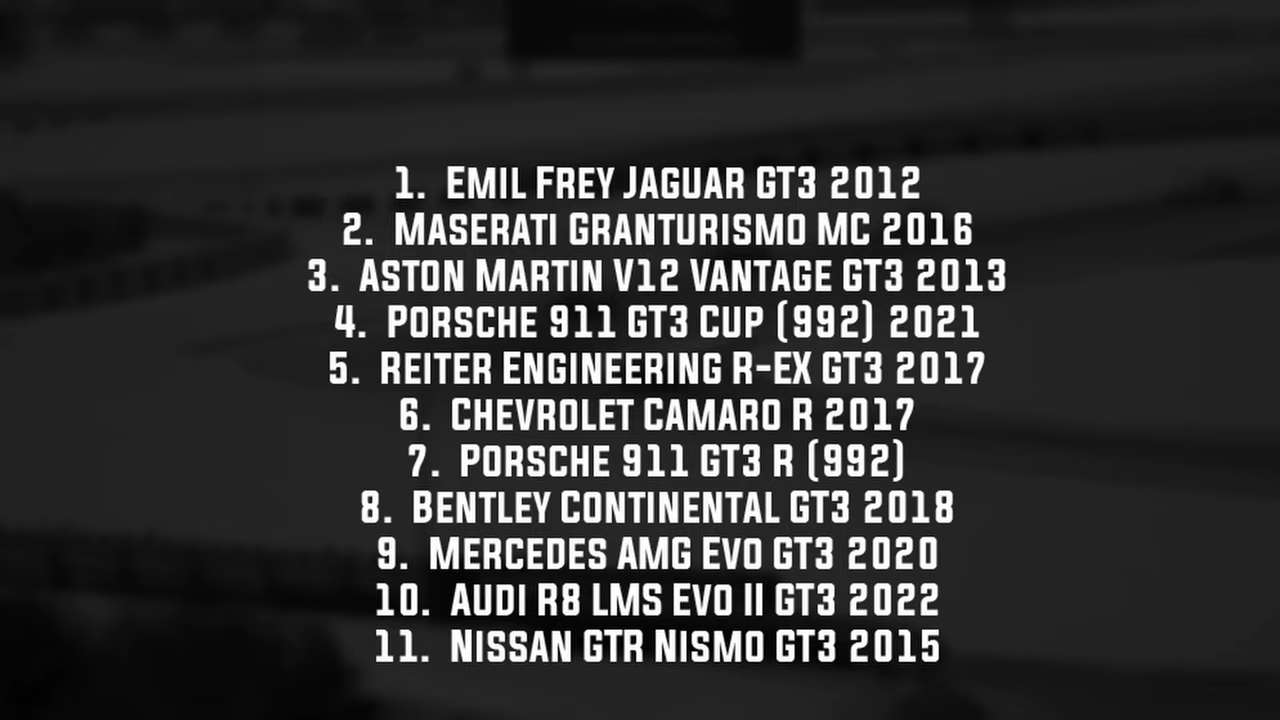 1. Emil Frey Jaguar GT3 2012
2. Maserati Granturismo MC 2016
3. Aston Martin V12 Vantage GT3 2013
4. Porsche 911 GT3 Cup (992) 2021
5. Reiter Engineering R-EX GT3 2017
6. Chevrolet Camaro R 2017
7. Porsche 911 GT3 R (992)
8. Bentley Continental GT3 2018
9. Mercedes AMG Evo GT3 2020
10. Audi R8 LMS Evo II GT3 2022
11. Nissan GTR Nismo GT3 2015